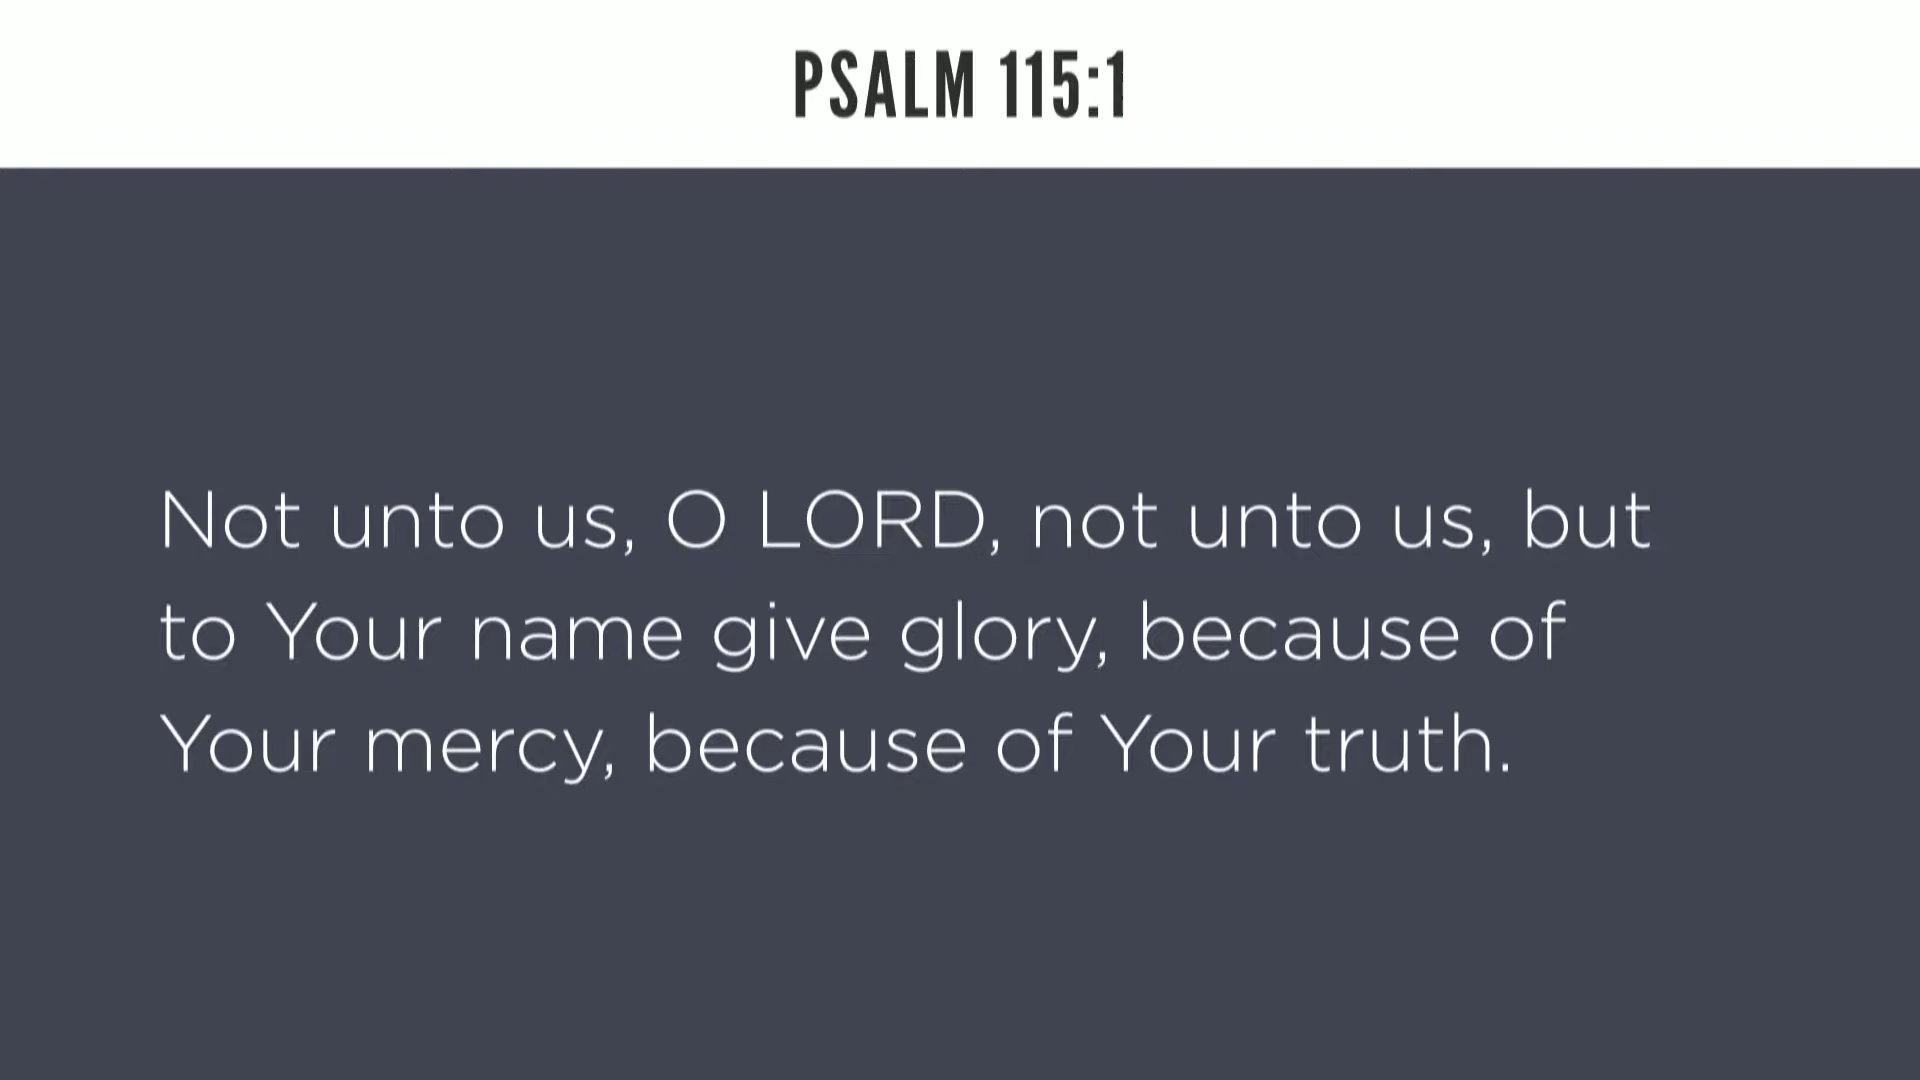 PSALM 115:1
Not unto us, O LORD, not unto us, but
to Your name give glory, because of
Your mercy, because of Your truth.